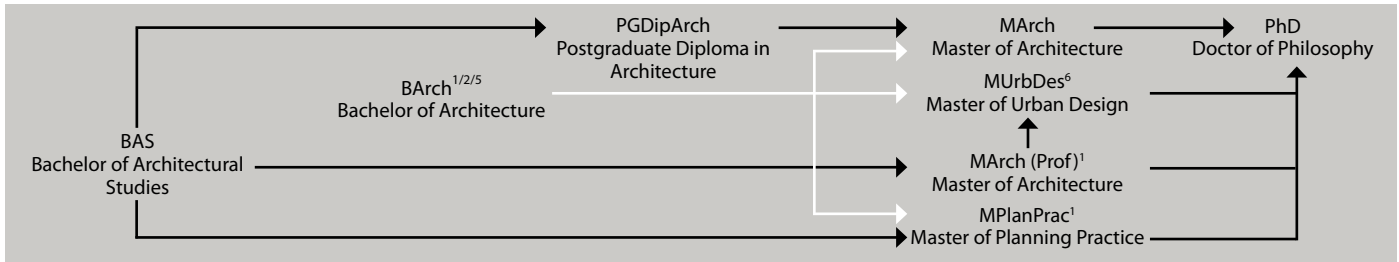 PGDipArch
Postgraduate Diploma in
Architecture
MArch
Master of Architecture
PhD
Doctor of Philosophy
BArch1/2/5
Bachelor of Architecture
MUrbDes6
Master of Urban Design
BAS
Bachelor of Architectural
Studies
MArch (Prof)1
Master of Architecture
MPlanPrac1
Master of Planning Practice